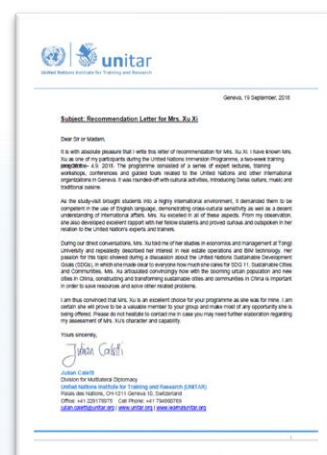 unitar
United Nations Institute for Training and Research
Geneva, 19 September, 2016
Subject: Recommendation Letter for Mrs. Xu Xi
Dear Sir or Madam,
It is with absolute pleasure that I write this letter of recommendation for Mrs. Xu Xi. I have known Mrs.
Xu as one of my participants during the United Nations Immersion Programme, a two-week training
4.9. 2016. The programme consisted of a series of expert lectures, training
workshops, conferences and guided tours related to the United Nations and other international
organizations in Geneva. It was rounded-off with cultural activities, introducing Swiss culture, music and
traditional cuisine.
As the study-visit brought students into a highly international environment, it demanded them to be
competent in the use of English language, demonstrating cross-cultural sensitivity as well as a decent
understanding of international affairs. Mrs. Xu excelled in all of these aspects. From my observation,
she also developed excellent rapport with her fellow students and proved curious and outspoken in her
relation to the United Nation's experts and trainers.
During our direct conversations, Mrs. Xu told me of her studies in economics and management at Tongji
University and repeatedly described her interest in real estate operations and BIM technology. Her
passion for this topic showed during a discussion about the United Nations Sustainable Development
Goals (SDGs), in which she made clear to everyone how much she cares for SDG 11, Sustainable Cities
and Communities. Mrs. Xu articulated convincingly how with the booming urban population and new
cities in China, constructing and transforming sustainable cities and communities in China is important
in order to save resources and solve other related problems.
I am thus convinced that Mrs. Xu is an excellent choice for your programme as she was for mine. I am
certain she will prove to be a valuable member to your group and make most of any opportunity she is
being offered. Please do not hesitate to contact me in case you may need further elaboration regarding
my assessment of Mrs. Xu's character and capability.
Yours sincerely,
Julian Caletti
Julian Caletti
Division for Multilateral Diplomacy
United Nations Institute for Training and Research (UNITAR)
Palais des Nations, CH-1211 Geneva 10, Switzerland